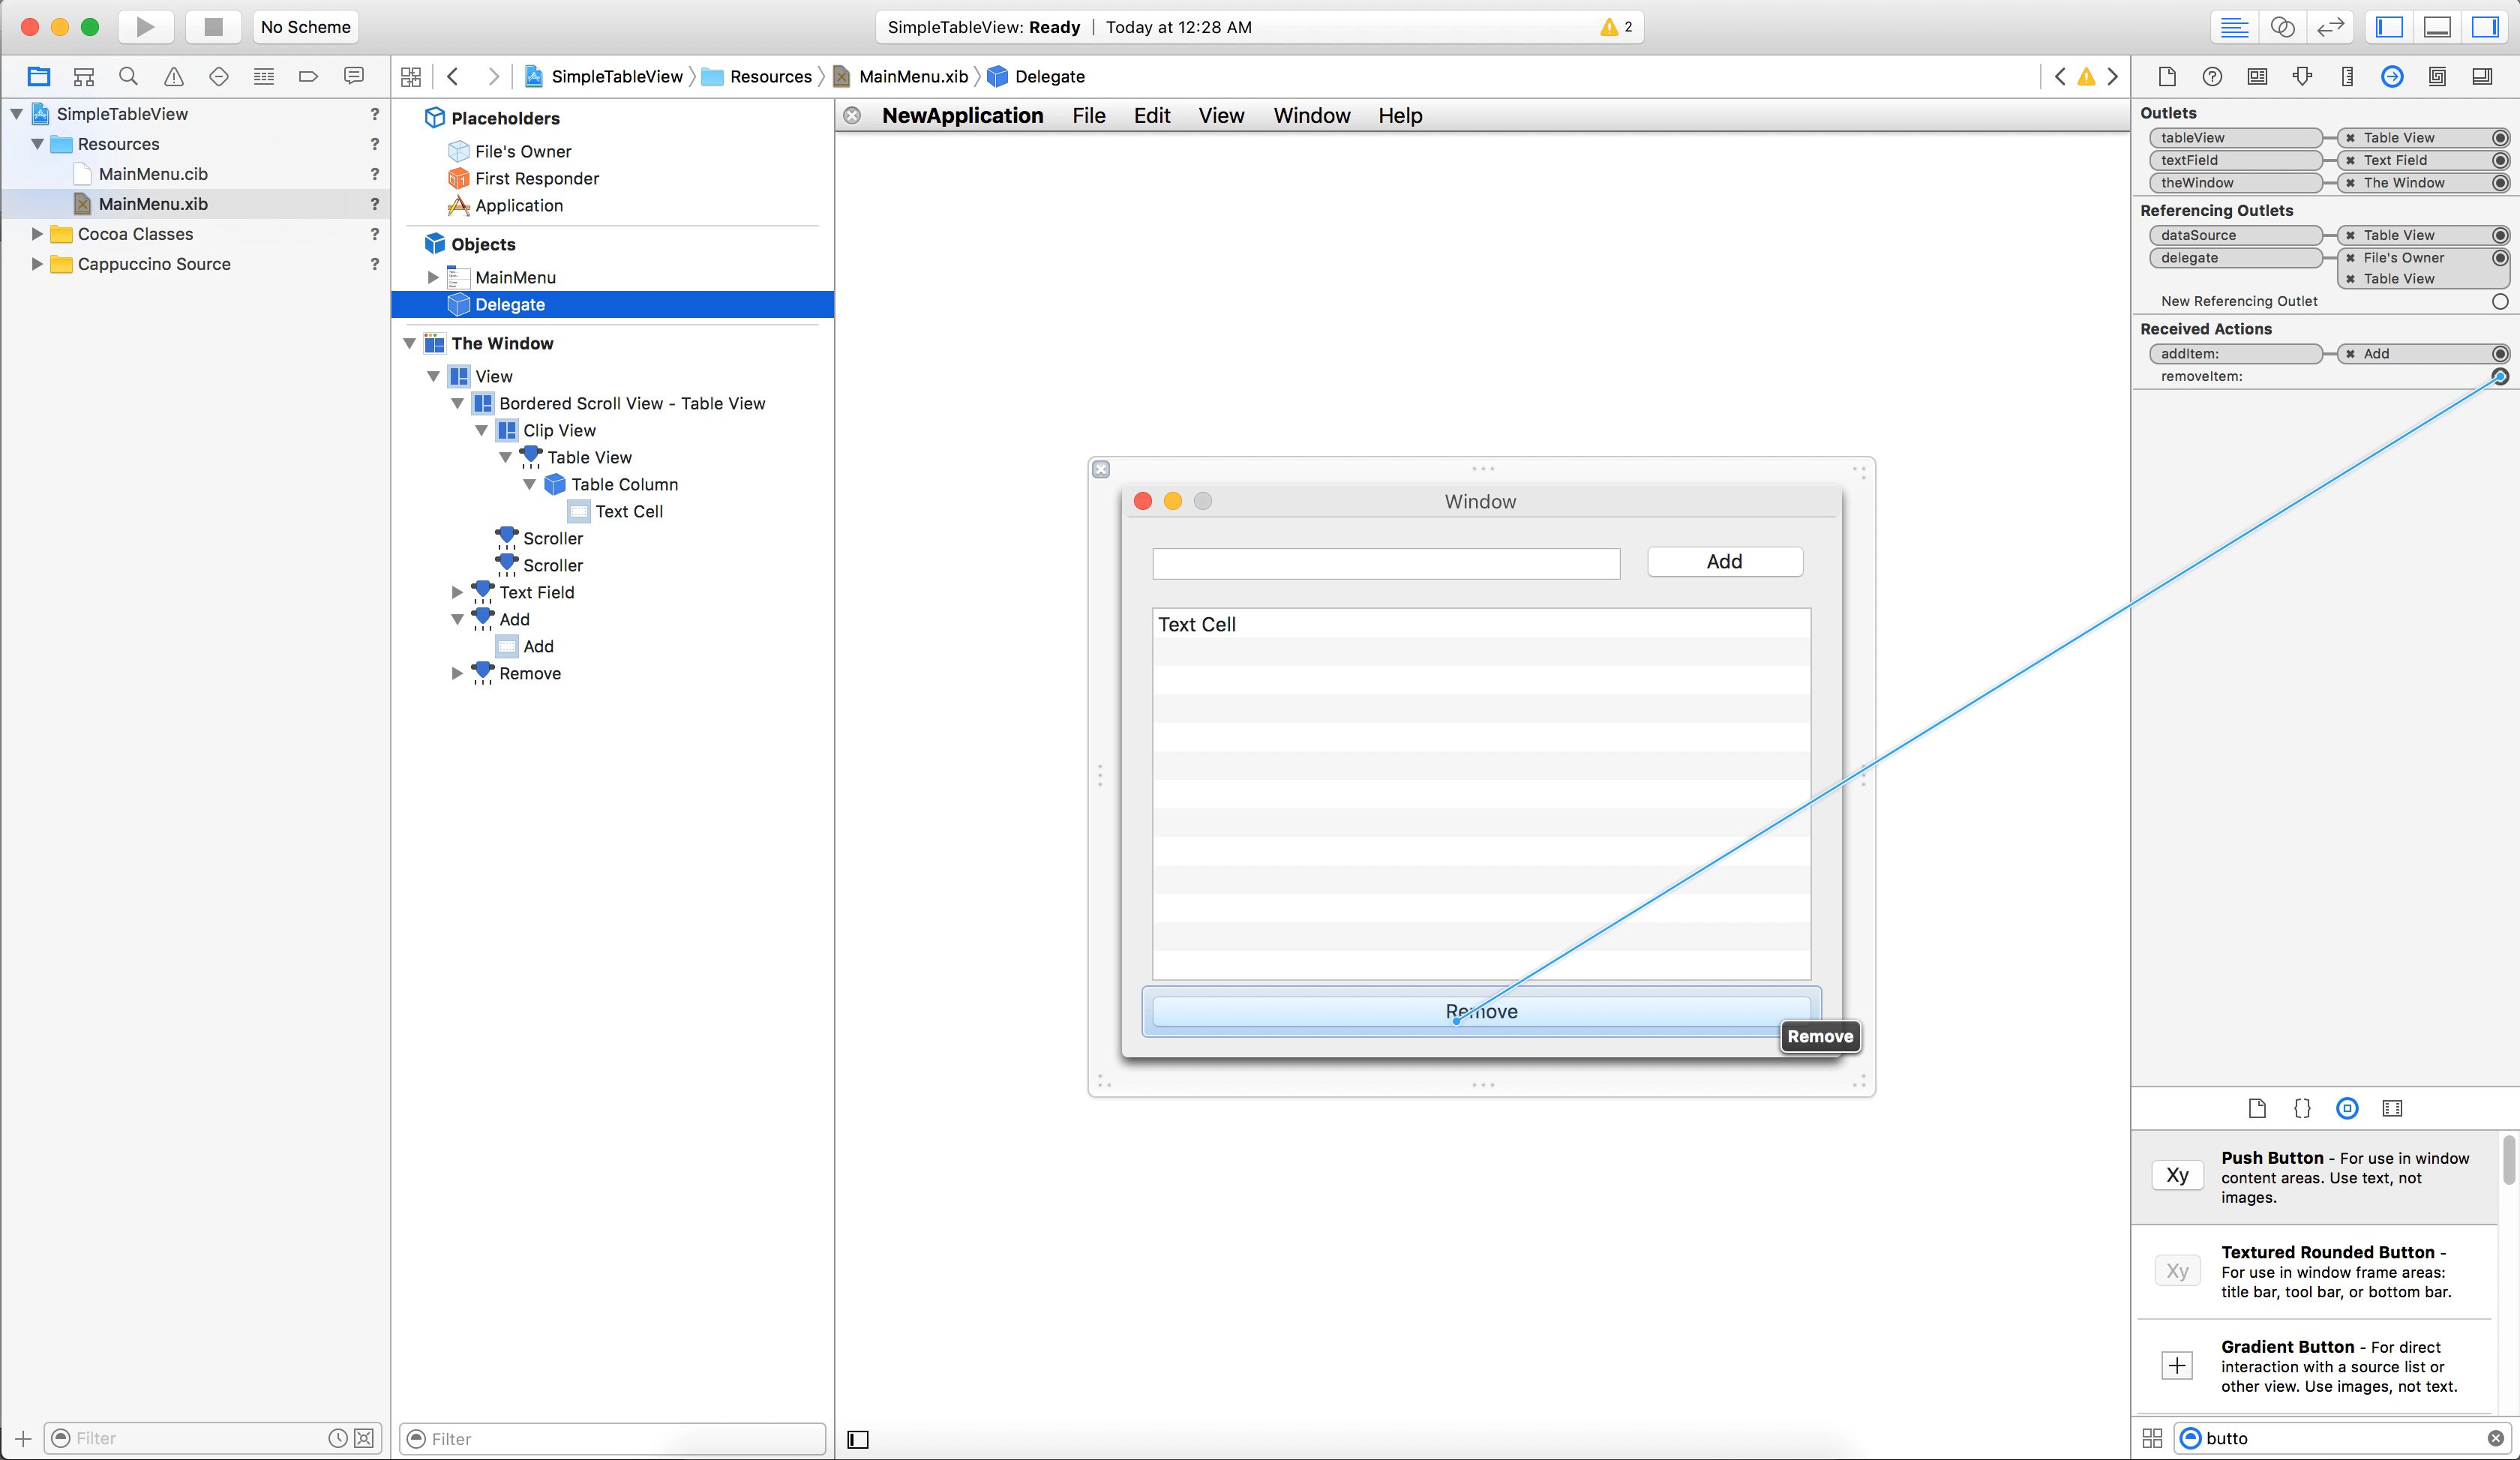 No Scheme
SimpleTableView: Ready | Today at 12:28 AM
2
SimpleTableView
Resources
MainMenu.xib
Delegate
SimpleTableView ?
Resources ?
MainMenu.cib ?
MainMenu.xib ?
Cocoa Classes ?
Cappuccino Source ?
Filter
Placeholders
File's Owner
First Responder
Application
Objects
MainMenu
Delegate
The Window
View
Bordered Scroll View - Table View
Clip View
Table View
Table Column
Text Cell
Scroller
Scroller
Text Field
Add
Add
Remove
Filter
NewApplication File Edit View Window Help
Window
Add
Text Cell
Remove
Remove
Outlets
tableView Table View
textField Text Field
theWindow The Window
Referencing Outlets
dataSource Table View
delegate File's Owner
Table View
New Referencing Outlet
Received Actions
addItem: Add
removeItem:
{}
Xy
Push Button - For use in window
content areas. Use text, not
images.
Xy
Textured Rounded Button -
For use in window frame areas:
title bar, tool bar, or bottom bar.
Gradient Button - For direct
interaction with a source list or
other view. Use images, not text.
butto